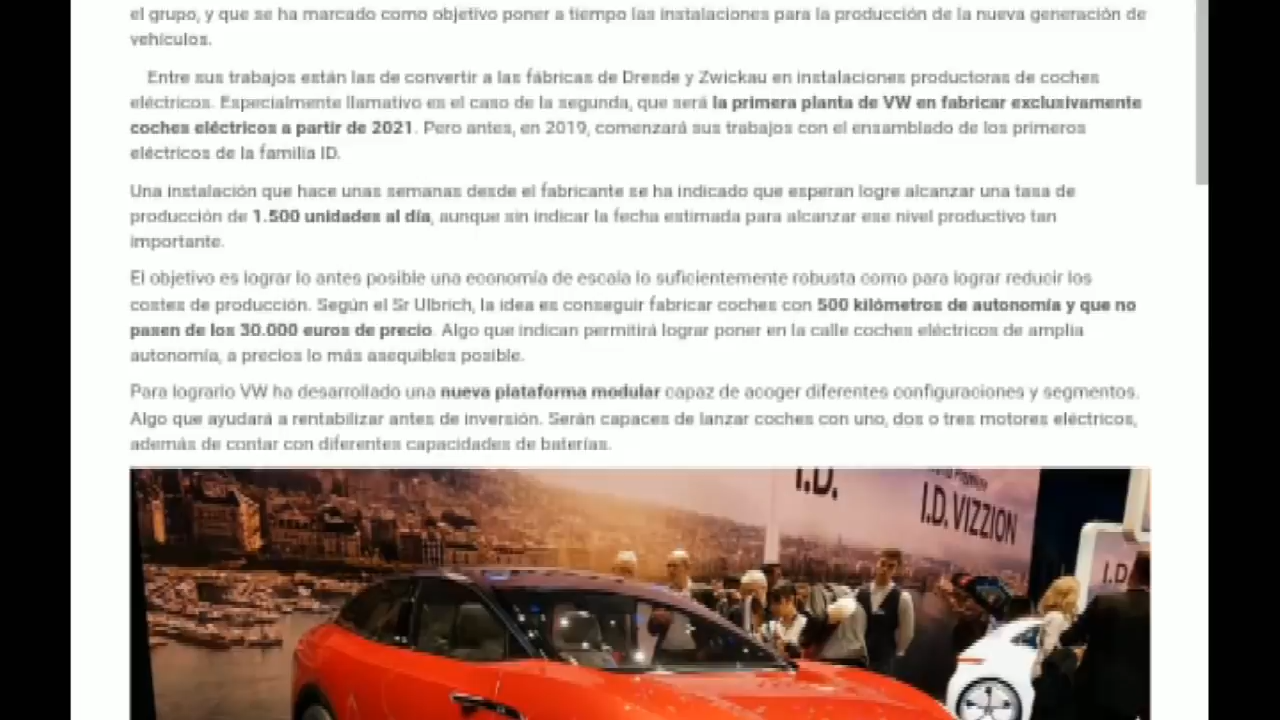 el grupo, y que se ha marcado como objetivo poner a tiempo las instalaciones para la producción de la nueva generación de
vehículos.
Entre sus trabajos están las de convertir a las fábricas de Dresde y Zwickau en instalaciones productoras de coches
eléctricos. Especialmente llamativo es el caso de la segunda, que será la primera planta de VW en fabricar exclusivamente
coches eléctricos a partir de 2021. Pero antes, en 2019, comenzará sus trabajos con el ensamblado de los primeros
eléctricos de la familia ID.
Una instalación que hace unas semanas desde el fabricante se ha indicado que esperan logre alcanzar una tasa de
producción de 1.500 unidades al día, aunque sin indicar la fecha estimada para alcanzar ese nivel productivo tan
importante.
El objetivo es lograr lo antes posible una economía de escala lo suficientemente robusta como para lograr reducir los
costes de producción. Según el Sr Ulbrich, la idea es conseguir fabricar coches con 500 kilómetros de autonomía y que no
pasen de los 30.000 euros de precio. Algo que indican permitirá lograr poner en la calle coches eléctricos de amplia
autonomía, a precios lo más asequibles posible.
Para lograrlo VW ha desarrollado una nueva plataforma modular capaz de acoger diferentes configuraciones y segmentos.
Algo que ayudará a rentabilizar antes de inversión. Serán capaces de lanzar coches con uno, dos o tres motores eléctricos,
además de contar con diferentes capacidades de baterías.
I.D.
I.D. VIZZION
I.D